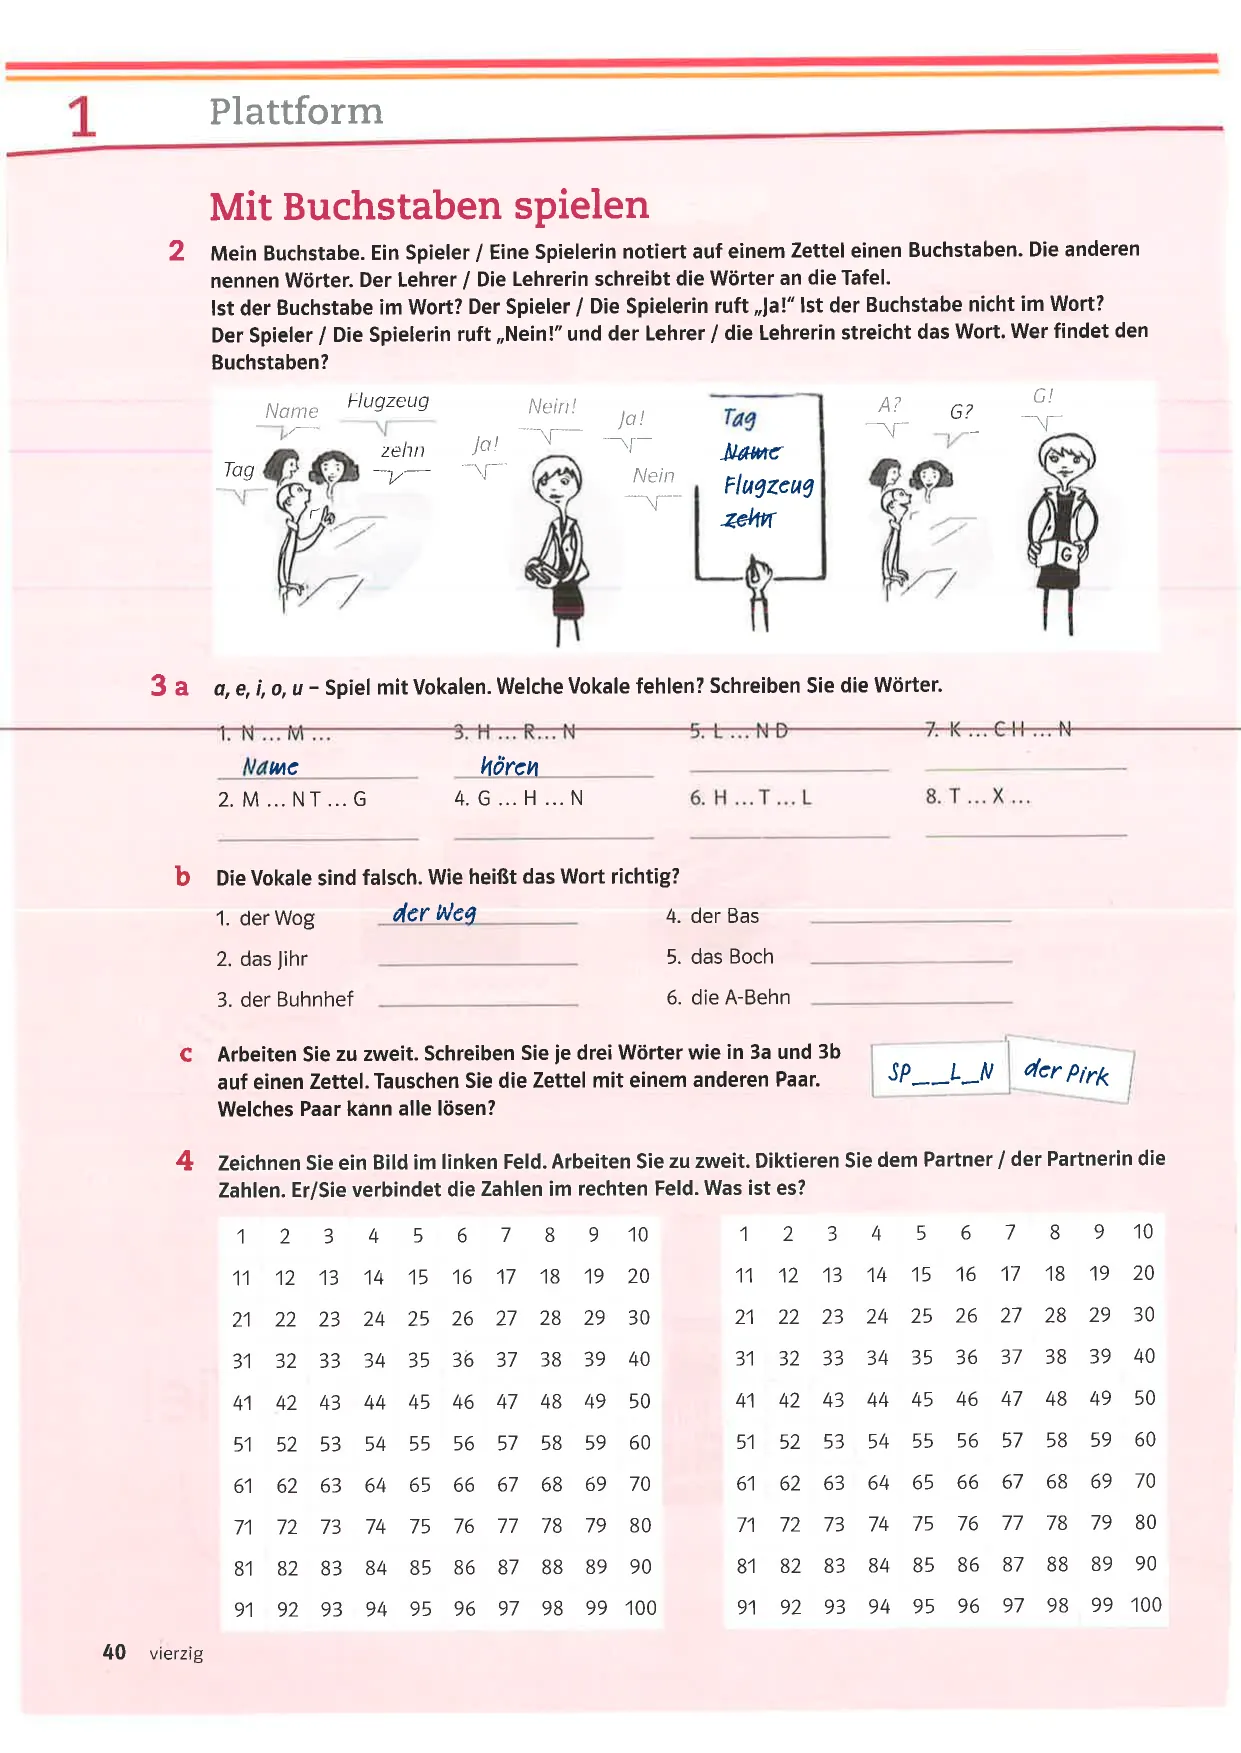 1 Plattform
Mit Buchstaben spielen
2 Mein Buchstabe. Ein Spieler / Eine Spielerin notiert auf einem Zettel einen Buchstaben. Die anderen
nennen Wörter. Der Lehrer / Die Lehrerin schreibt die Wörter an die Tafel.
Ist der Buchstabe im Wort? Der Spieler / Die Spielerin ruft „Ja!" Ist der Buchstabe nicht im Wort?
Der Spieler / Die Spielerin ruft „Nein!" und der Lehrer / die Lehrerin streicht das Wort. Wer findet den
Buchstaben?
Name Flugzeug
zehn
Tag
Nein!
Ja!
Ja!
Nein
Tag
Name
Flugzeug
zehn
A? G? G!
G
3 a a, e, i, o, u – Spiel mit Vokalen. Welche Vokale fehlen? Schreiben Sie die Wörter.
1. N ... M ... 3. H ... R... N 5. L ... N D 7. K ... C H ... N
Name hören
2. M ... N T ... G 4. G ... H ... N 6. H ... T ... L 8. T ... X ...
b Die Vokale sind falsch. Wie heißt das Wort richtig?
1. der Wog der Weg 4. der Bas
2. das Jihr 5. das Boch
3. der Buhnhef 6. die A-Behn
c Arbeiten Sie zu zweit. Schreiben Sie je drei Wörter wie in 3a und 3b
auf einen Zettel. Tauschen Sie die Zettel mit einem anderen Paar.
Welches Paar kann alle lösen?
SP__L_N der Pirk
4 Zeichnen Sie ein Bild im linken Feld. Arbeiten Sie zu zweit. Diktieren Sie dem Partner / der Partnerin die
Zahlen. Er/Sie verbindet die Zahlen im rechten Feld. Was ist es?
1 2 3 4 5 6 7 8 9 10
11 12 13 14 15 16 17 18 19 20
21 22 23 24 25 26 27 28 29 30
31 32 33 34 35 36 37 38 39 40
41 42 43 44 45 46 47 48 49 50
51 52 53 54 55 56 57 58 59 60
61 62 63 64 65 66 67 68 69 70
71 72 73 74 75 76 77 78 79 80
81 82 83 84 85 86 87 88 89 90
91 92 93 94 95 96 97 98 99 100
1 2 3 4 5 6 7 8 9 10
11 12 13 14 15 16 17 18 19 20
21 22 23 24 25 26 27 28 29 30
31 32 33 34 35 36 37 38 39 40
41 42 43 44 45 46 47 48 49 50
51 52 53 54 55 56 57 58 59 60
61 62 63 64 65 66 67 68 69 70
71 72 73 74 75 76 77 78 79 80
81 82 83 84 85 86 87 88 89 90
91 92 93 94 95 96 97 98 99 100
40 vierzig